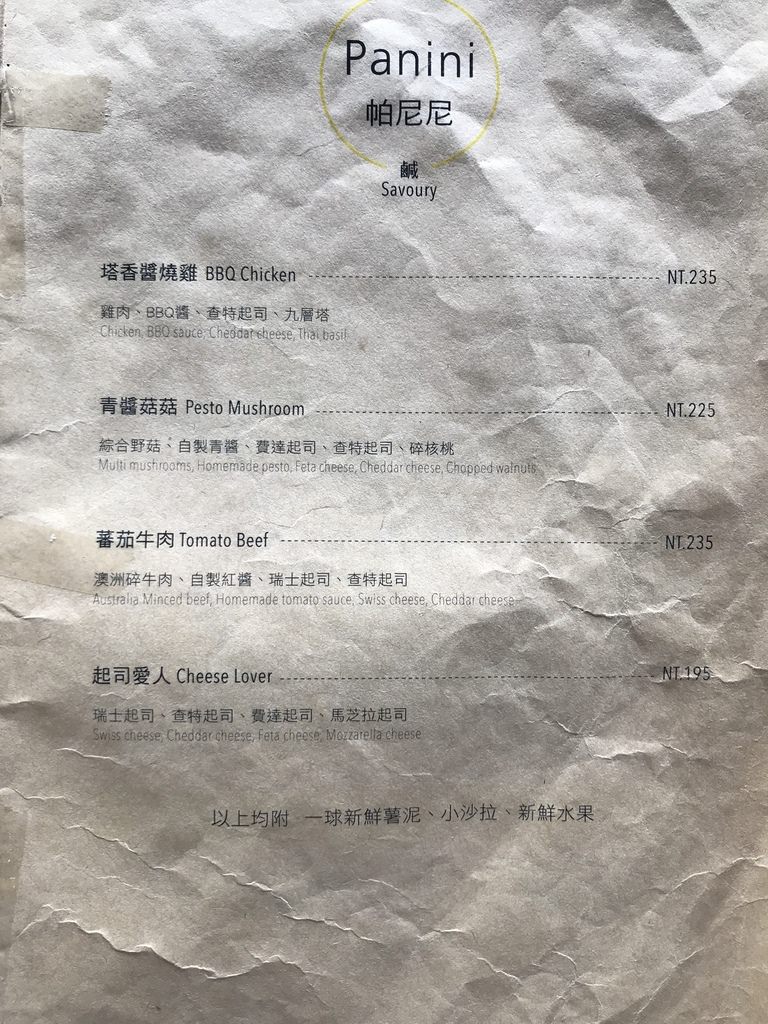 Panini
帕尼尼
鹹
Savoury
塔香醬燒雞 BBQ Chicken NT.235
雞肉、BBQ醬、查特起司、九層塔
Chicken, BBQ sauce, Cheddar cheese, Thai basil
青醬菇菇 Pesto Mushroom NT.225
綜合野菇、自製青醬、費達起司、查特起司、碎核桃
Multi mushrooms, Homemade pesto, Feta cheese, Cheddar cheese, Chopped walnuts
蕃茄牛肉 Tomato Beef NT.235
澳洲碎牛肉、自製紅醬、瑞士起司、查特起司
Australia Minced beef, Homemade tomato sauce, Swiss cheese, Cheddar cheese
起司愛人 Cheese Lover NT.195
瑞士起司、查特起司、費達起司、馬芝拉起司
Swiss cheese, Cheddar cheese, Feta cheese, Mozzarella cheese
以上均附 一球新鮮薯泥、小沙拉、新鮮水果